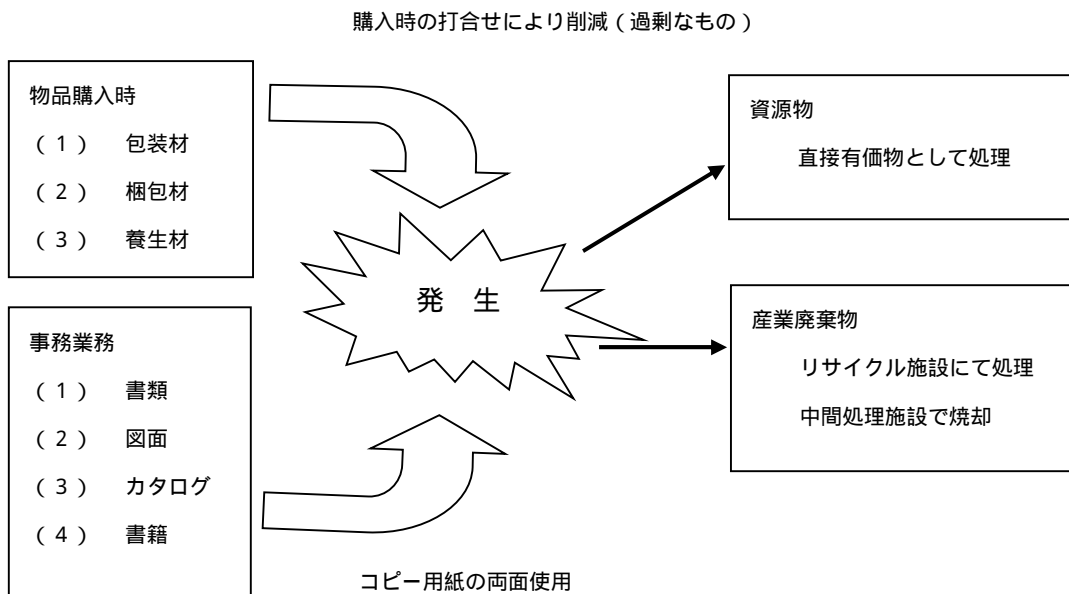 購入時の打合せにより削減(過剰なもの)
物品購入時
(1) 包装材
(2) 梱包材
(3) 養生材
事務業務
(1) 書類
(2) 図面
(3) カタログ
(4) 書籍
発 生
コピー用紙の両面使用
資源物
直接有価物として処理
産業廃棄物
リサイクル施設にて処理
中間処理施設で焼却